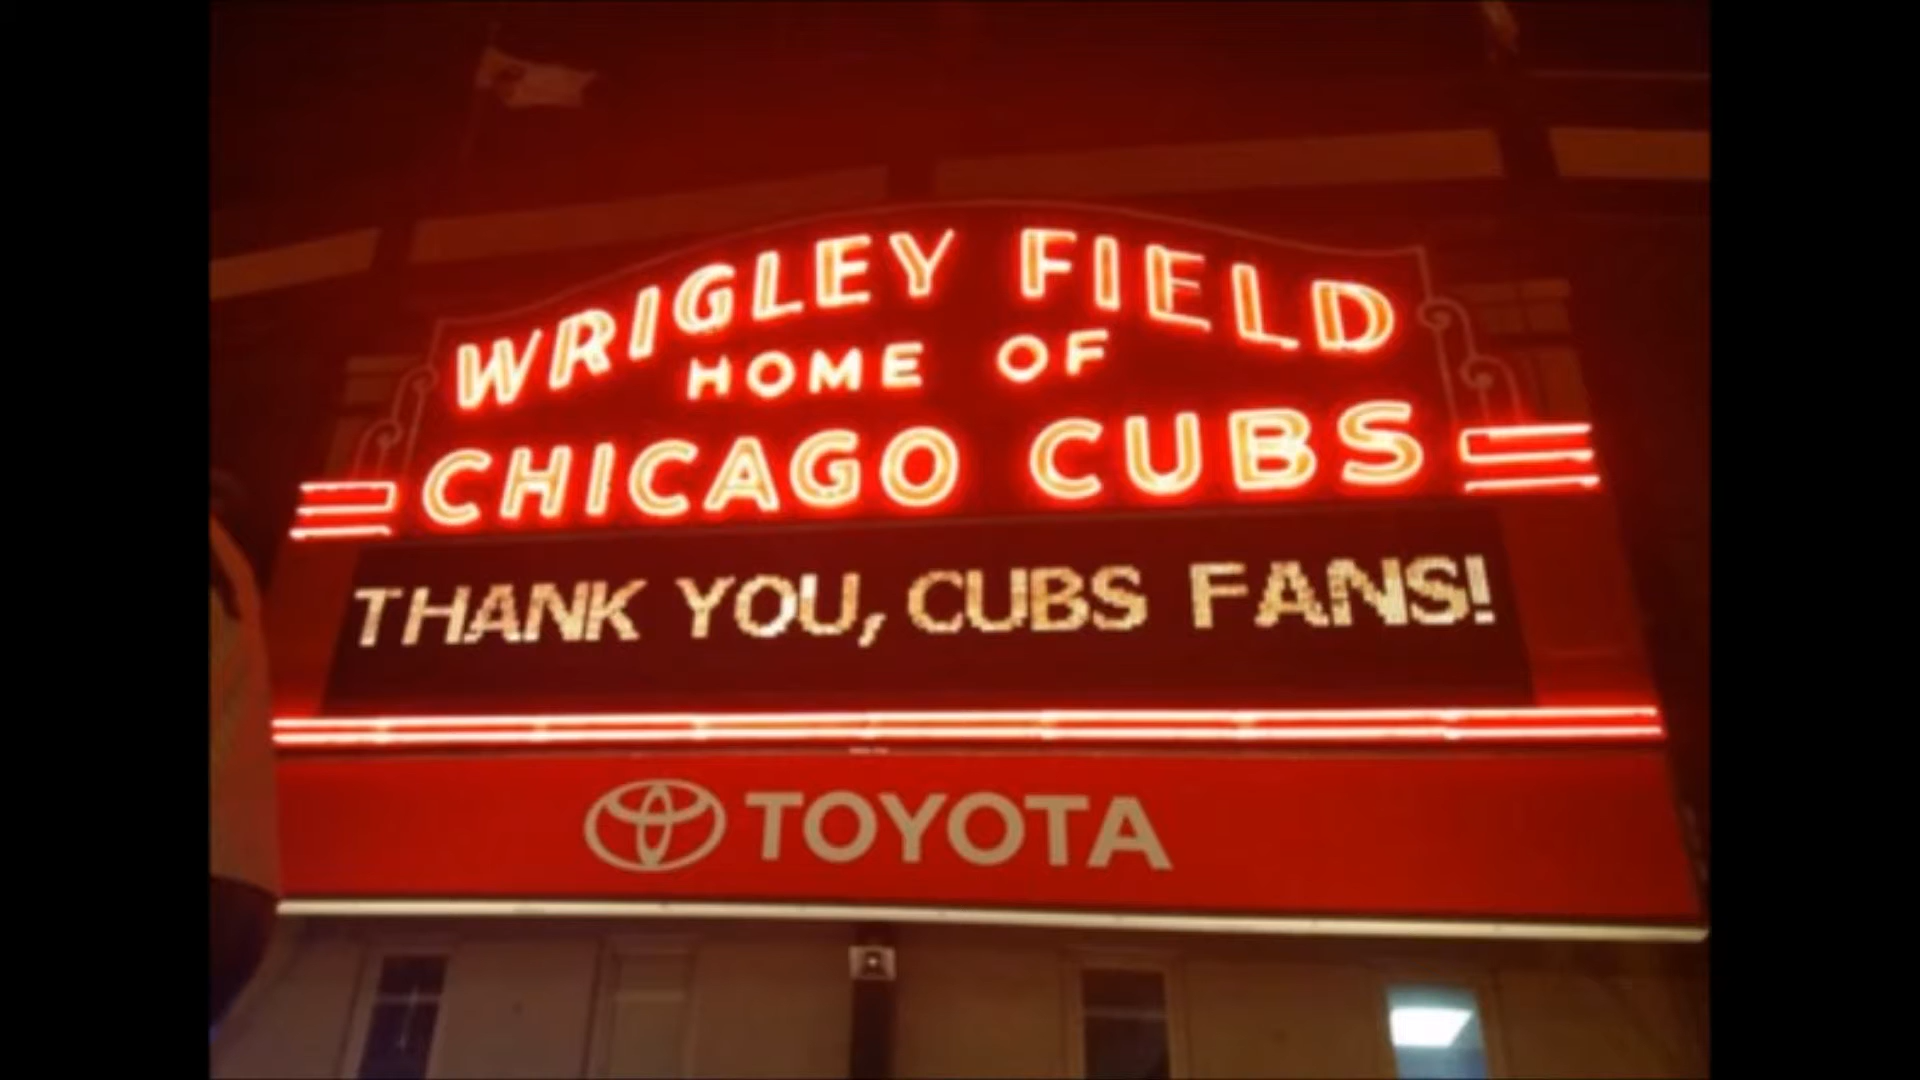 WRIGLEY FIELD
HOME OF
CHICAGO CUBS
THANK YOU, CUBS FANS!
TOYOTA